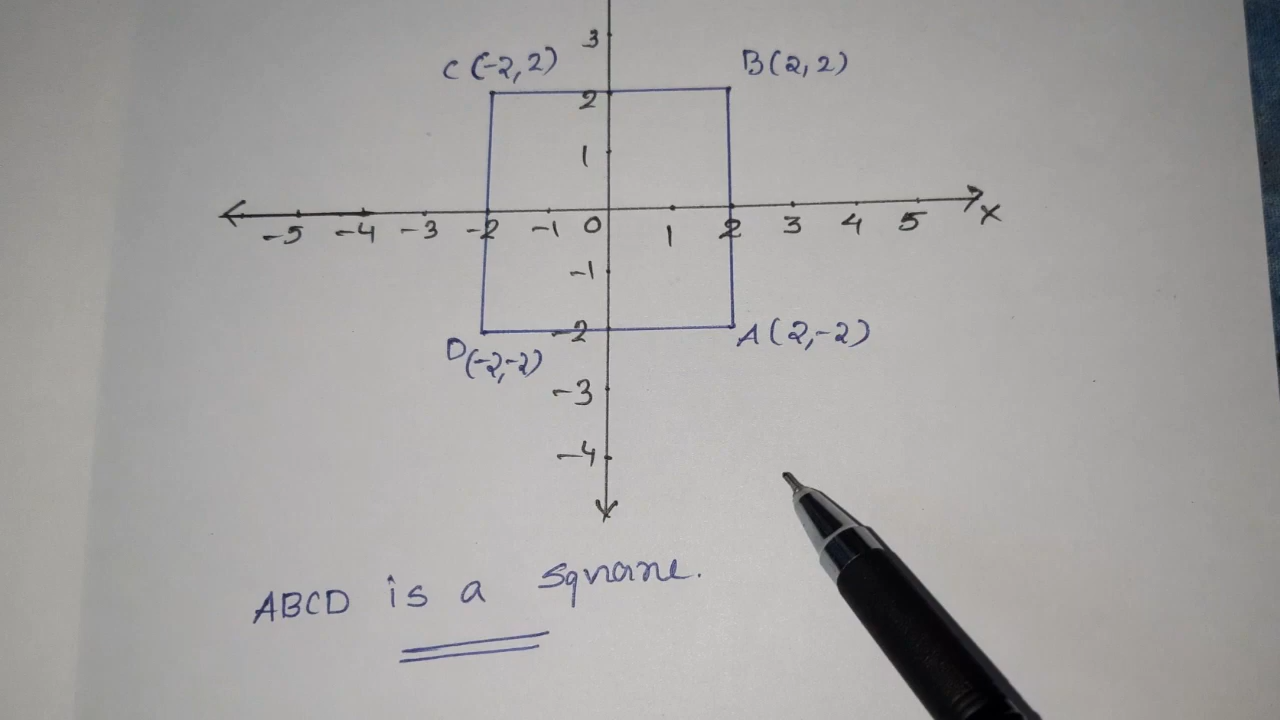 3
C (-2, 2)
B (2, 2)
2
1
-5 -4 -3 -2 -1 0 1 2 3 4 5 X
-1
-2
A (2, -2)
D (-2, -2)
-3
-4
ABCD is a square.